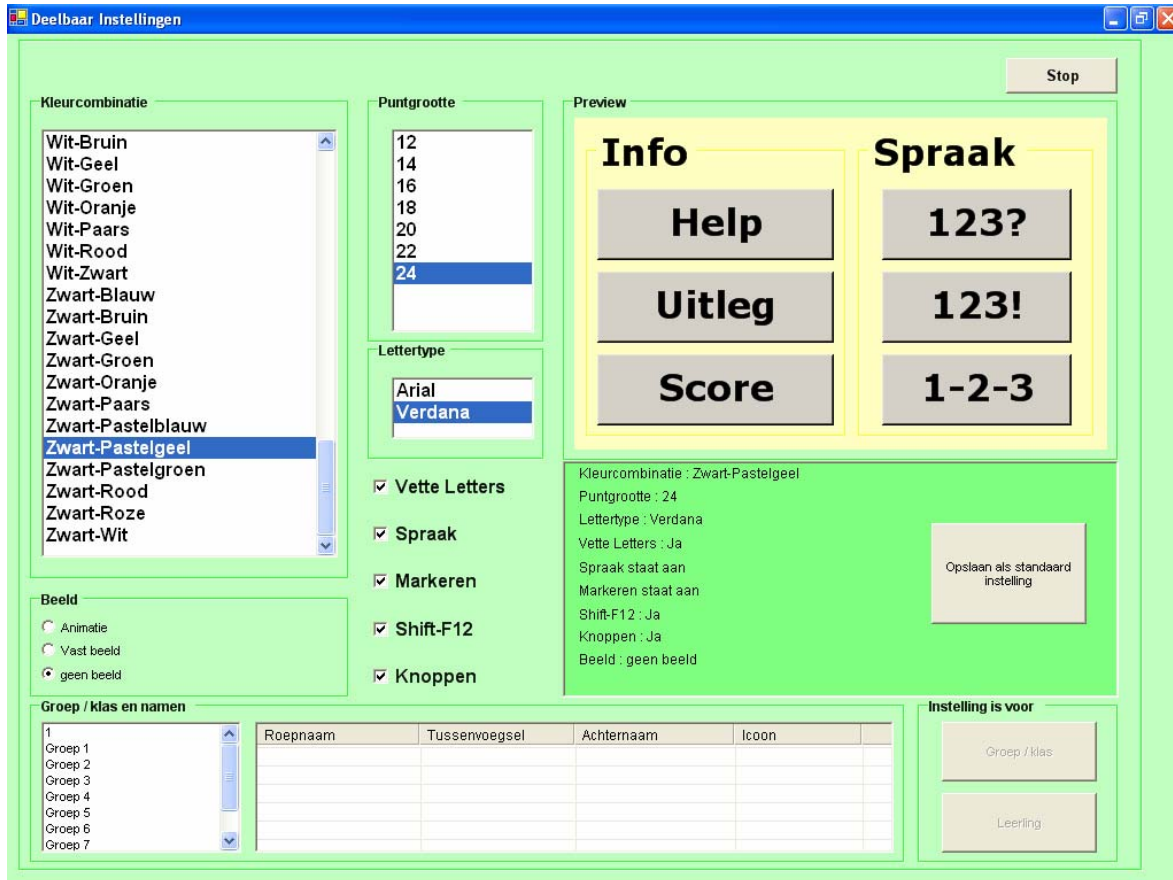 Deelbaar Instellingen
Stop
Kleurcombinatie
Wit-Bruin
Wit-Geel
Wit-Groen
Wit-Oranje
Wit-Paars
Wit-Rood
Wit-Zwart
Zwart-Blauw
Zwart-Bruin
Zwart-Geel
Zwart-Groen
Zwart-Oranje
Zwart-Paars
Zwart-Pastelblauw
Zwart-Pastelgeel
Zwart-Pastelgroen
Zwart-Rood
Zwart-Roze
Zwart-Wit
Puntgrootte
12
14
16
18
20
22
24
Lettertype
Arial
Verdana
Preview
Info
Help
Uitleg
Score
Spraak
123?
123!
1-2-3
Beeld
Animatie
Vast beeld
geen beeld
Vette Letters
Spraak
Markeren
Shift-F12
Knoppen
Kleurcombinatie : Zwart-Pastelgeel
Puntgrootte : 24
Lettertype : Verdana
Vette Letters : Ja
Spraak staat aan
Markeren staat aan
Shift-F12 : Ja
Knoppen : Ja
Beeld : geen beeld
Opslaan als standaard
instelling
Groep / klas en namen
1
Groep 1
Groep 2
Groep 3
Groep 4
Groep 5
Groep 6
Groep 7
Roepnaam Tussenvoegsel Achternaam Icoon
Instelling is voor
Groep / klas
Leerling